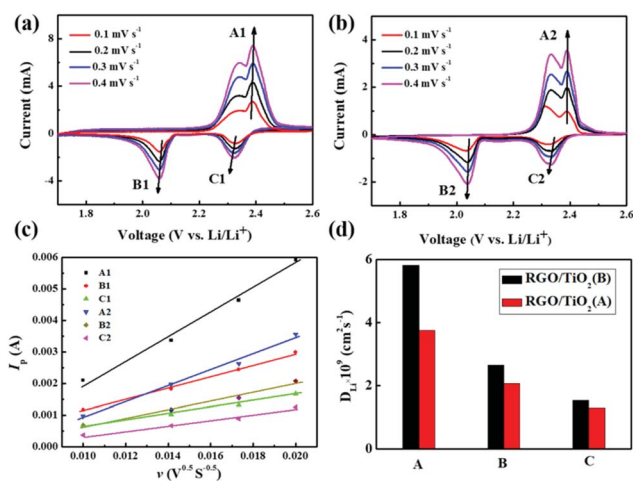 (a)
0.1 mV s⁻¹
0.2 mV s⁻¹
0.3 mV s⁻¹
0.4 mV s⁻¹
A1
B1
C1
Current (mA)
8
4
0
-4
1.8 2.0 2.2 2.4 2.6
Voltage (V vs. Li/Li⁺)
(b)
0.1 mV s⁻¹
0.2 mV s⁻¹
0.3 mV s⁻¹
0.4 mV s⁻¹
A2
B2
C2
Current (mA)
4
2
0
-2
1.8 2.0 2.2 2.4 2.6
Voltage (V vs. Li/Li⁺)
(c)
A1
B1
C1
A2
B2
C2
Iₚ (A)
0.006
0.005
0.004
0.003
0.002
0.001
0.000
0.010 0.012 0.014 0.016 0.018 0.020
v (V⁰·⁵ S⁻⁰·⁵)
(d)
RGO/TiO₂(B)
RGO/TiO₂(A)
D_Li*10⁹ (cm²s⁻¹)
9
6
3
0
A B C